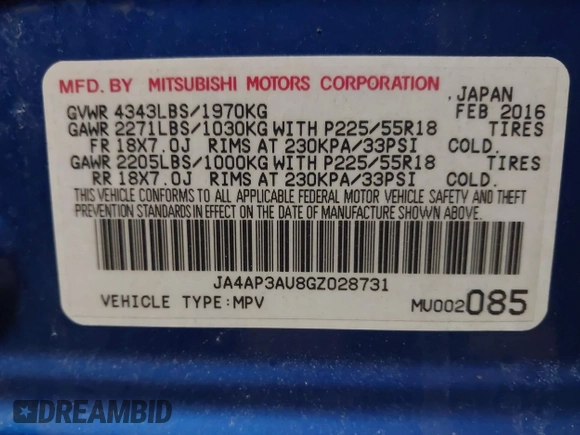 MFD. BY MITSUBISHI MOTORS CORPORATION , JAPAN
GVWR 4343LBS/1970KG FEB 2016
GAWR 2271LBS/1030KG WITH P225/55R18 TIRES
FR 18X7.0J RIMS AT 230KPA/33PSI COLD.
GAWR 2205LBS/1000KG WITH P225/55R18 TIRES
RR 18X7.0J RIMS AT 230KPA/33PSI COLD.
THIS VEHICLE CONFORMS TO ALL APPLICABLE FEDERAL MOTOR VEHICLE SAFETY AND THEFT
PREVENTION STANDARDS IN EFFECT ON THE DATE OF MANUFACTURE SHOWN ABOVE.
JA4AP3AU8GZ028731
VEHICLE TYPE:MPV MU002085
DREAMBID